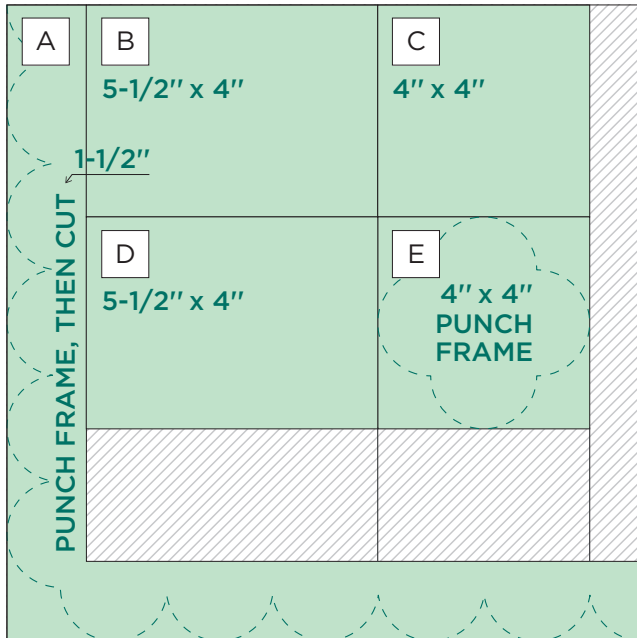 A
B
5-1/2″ x 4″
C
4″ x 4″
1-1/2″
PUNCH FRAME, THEN CUT
D
5-1/2″ x 4″
E
4″ x 4″
PUNCH
FRAME